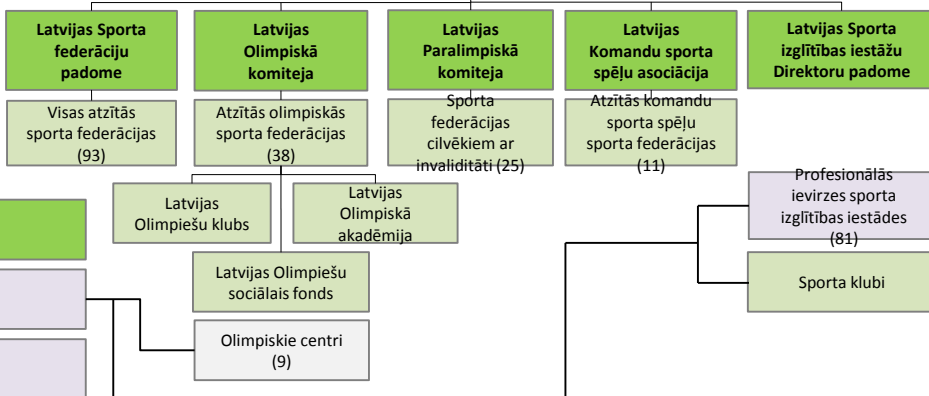 Latvijas Sporta
federāciju
padome
Latvijas
Olimpiskā
komiteja
Latvijas
Paralimpiskā
komiteja
Latvijas
Komandu sporta
spēļu asociācija
Latvijas Sporta
izglītības iestāžu
Direktoru padome
Visas atzītās
sporta federācijas
(93)
Atzītās olimpiskās
sporta federācijas
(38)
Sporta
federācijas
cilvēkiem ar
invaliditāti (25)
Atzītās komandu
sporta spēļu
sporta federācijas
(11)
Latvijas
Olimpiešu klubs
Latvijas
Olimpiskā
akadēmija
Profesionālās
ievirzes sporta
izglītības iestādes
(81)
Latvijas Olimpiešu
sociālais fonds
Sporta klubi
Olimpiskie centri
(9)